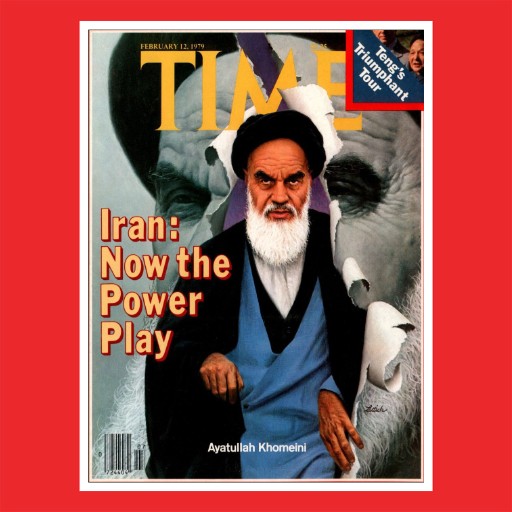 FEBRUARY 12, 1979
TIME
Teng's
Triumphant
Tour
Iran:
Now the
Power
Play
Ayatullah Khomeini